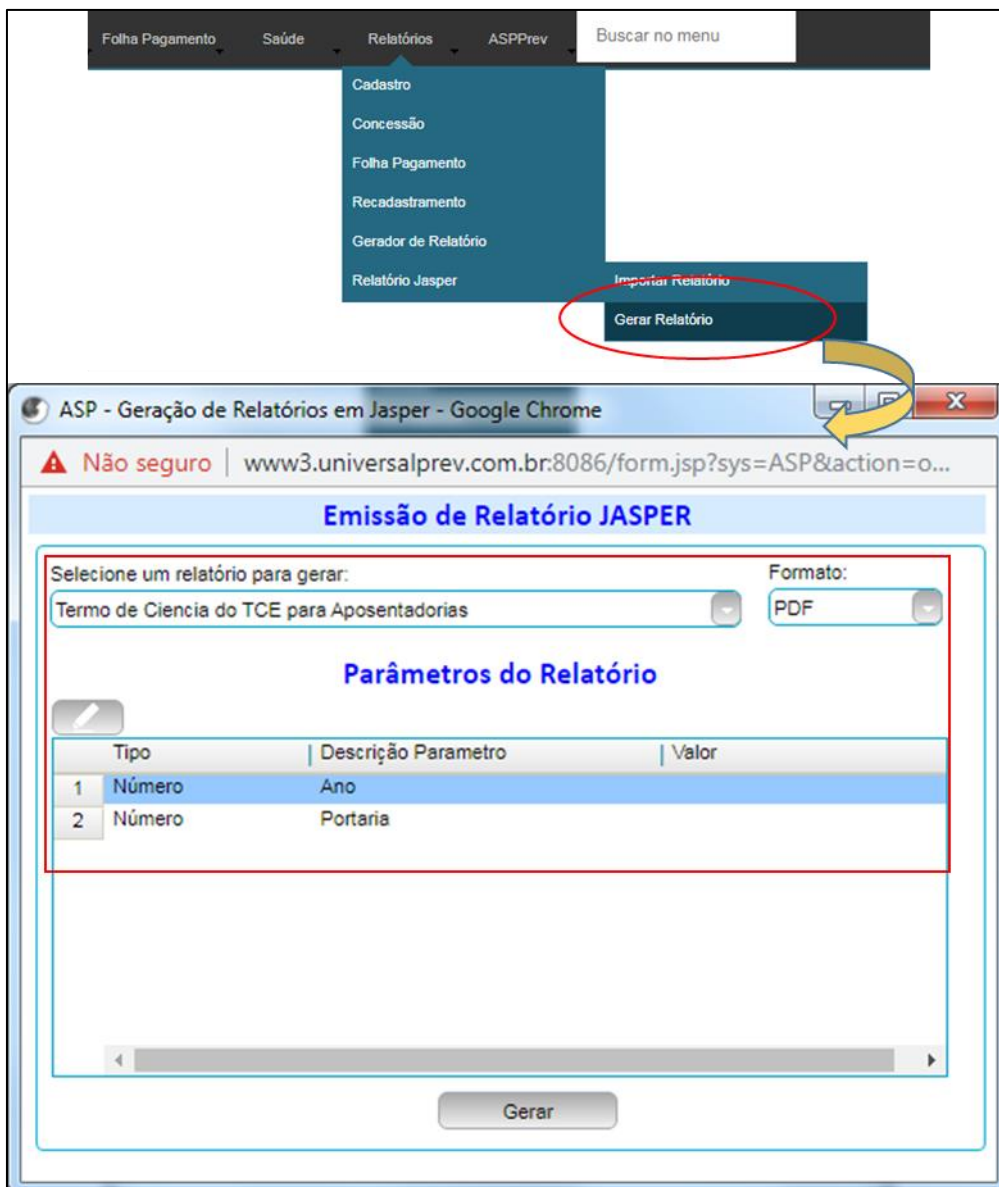 Folha Pagamento Saúde Relatórios ASPPrev Buscar no menu
Cadastro
Concessão
Folha Pagamento
Recadastramento
Gerador de Relatório
Relatório Jasper
Importar Relatório
Gerar Relatório
ASP - Geração de Relatórios em Jasper - Google Chrome
Não seguro | www3.universalprev.com.br:8086/form.jsp?sys=ASP&action=o...
Emissão de Relatório JASPER
Selecione um relatório para gerar: Formato:
Termo de Ciencia do TCE para Aposentadorias PDF
Parâmetros do Relatório
Tipo Descrição Parametro Valor
1 Número Ano
2 Número Portaria
Gerar